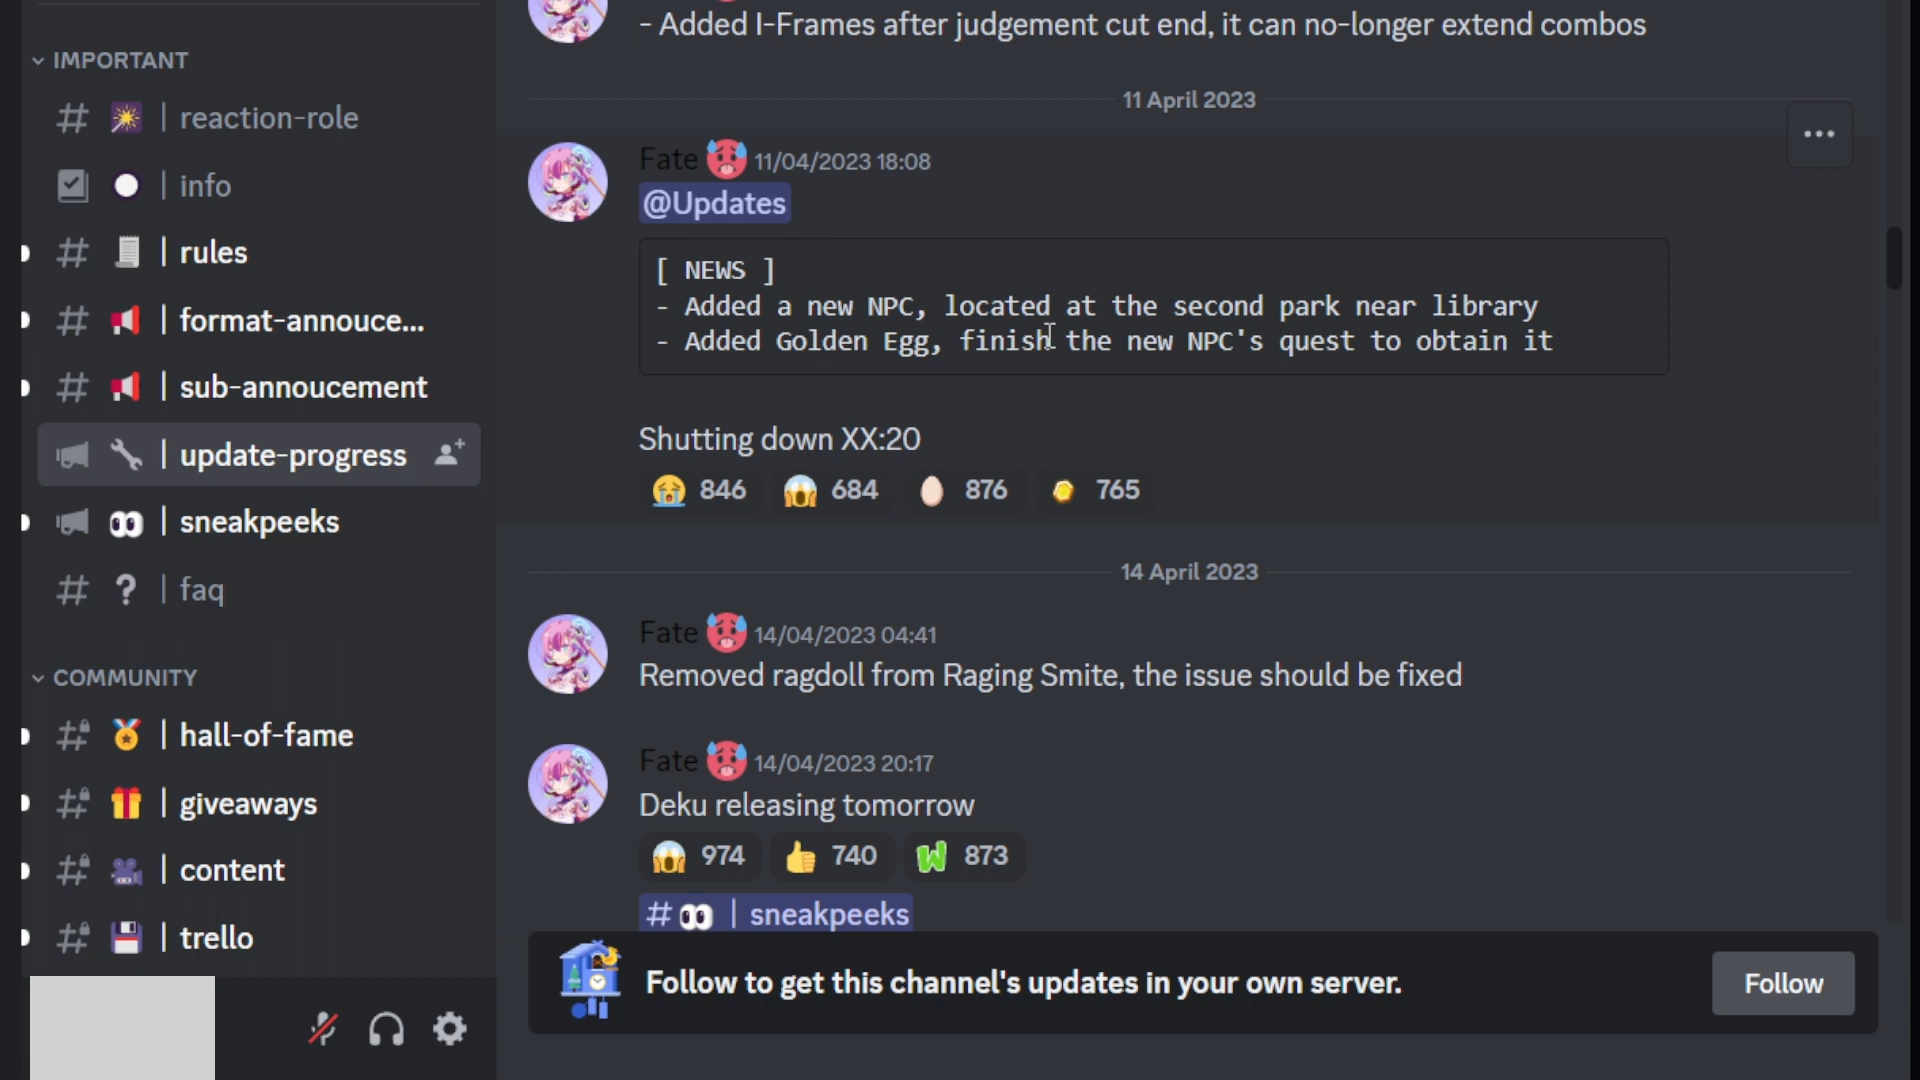 IMPORTANT
| reaction-role
| info
| rules
| format-annouce...
| sub-annoucement
| update-progress
| sneakpeeks
| faq
COMMUNITY
| hall-of-fame
| giveaways
| content
| trello
- Added I-Frames after judgement cut end, it can no-longer extend combos
11 April 2023
Fate 11/04/2023 18:08
@Updates
[ NEWS ]
- Added a new NPC, located at the second park near library
- Added Golden Egg, finish the new NPC's quest to obtain it
Shutting down XX:20
846 684 876 765
14 April 2023
Fate 14/04/2023 04:41
Removed ragdoll from Raging Smite, the issue should be fixed
Fate 14/04/2023 20:17
Deku releasing tomorrow
974 740 W 873
# | sneakpeeks
Follow to get this channel's updates in your own server.
Follow